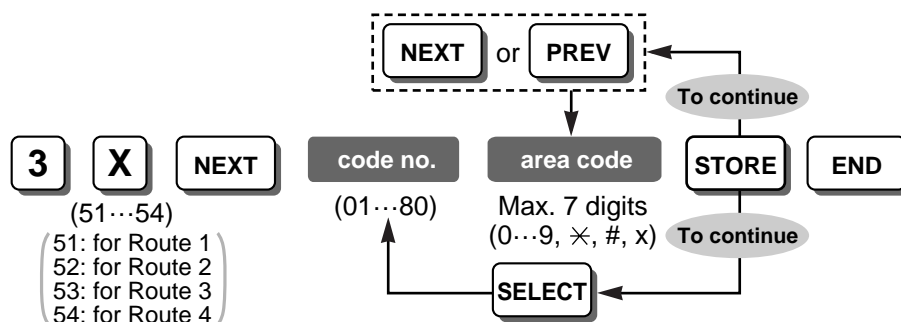 NEXT or PREV
To continue
3 X NEXT code no. area code STORE END
(51···54) (01···80) Max. 7 digits
(0···9, ✳, #, x) To continue
51: for Route 1
52: for Route 2
53: for Route 3
54: for Route 4
SELECT